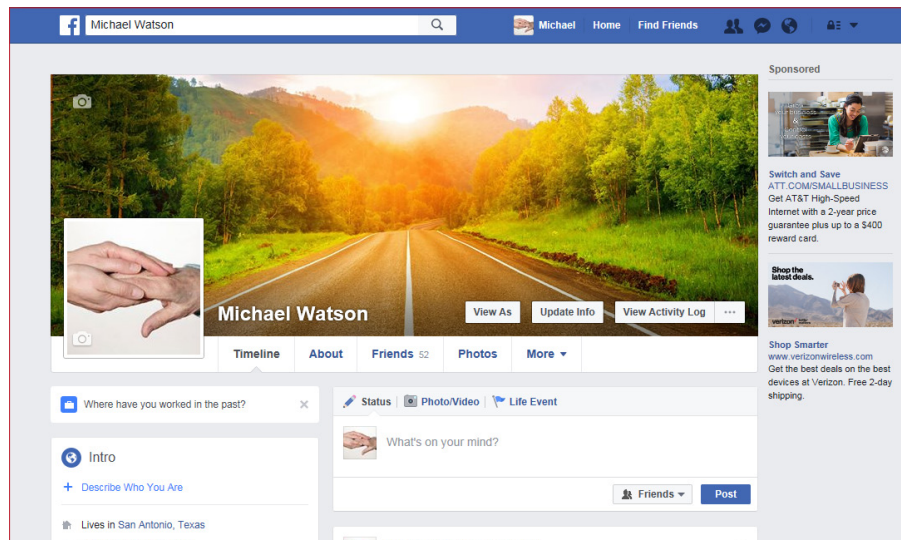 Michael Watson
Michael
Home
Find Friends
Sponsored
Switch and Save
ATT.COM/SMALLBUSINESS
Get AT&T High-Speed
Internet with a 2-year price
guarantee plus up to a $400
reward card.
Shop the
latest deals.
verizon
Shop Smarter
www.verizonwireless.com
Get the best deals on the best
devices at Verizon. Free 2-day
shipping.
Michael Watson
View As
Update Info
View Activity Log
Timeline
About
Friends 52
Photos
More
Where have you worked in the past?
Intro
Describe Who You Are
Lives in San Antonio, Texas
Status
Photo/Video
Life Event
What's on your mind?
Friends
Post